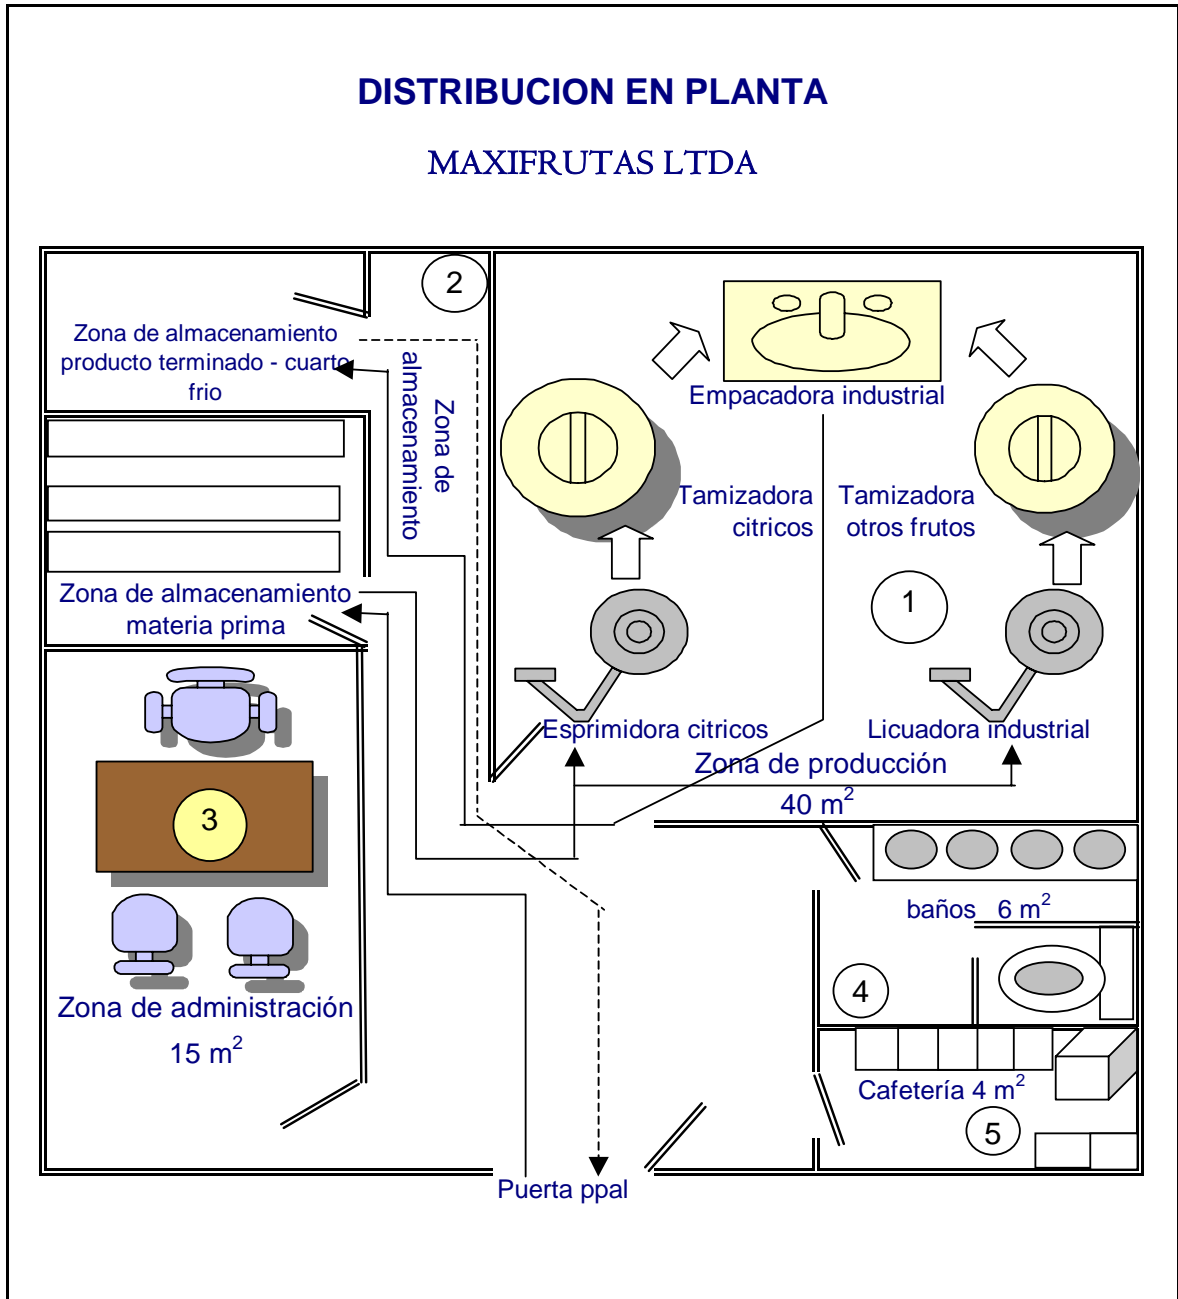 DISTRIBUCION EN PLANTA
MAXIFRUTAS LTDA
2
Zona de almacenamiento
producto terminado - cuarto
frio
Zona de
almacenamiento
Empacadora industrial
Tamizadora
citricos
Tamizadora
otros frutos
1
Zona de almacenamiento
materia prima
Esprimidora citricos
Licuadora industrial
Zona de producción
40 m²
3
baños 6 m²
4
Zona de administración
15 m²
Cafetería 4 m²
5
Puerta ppal